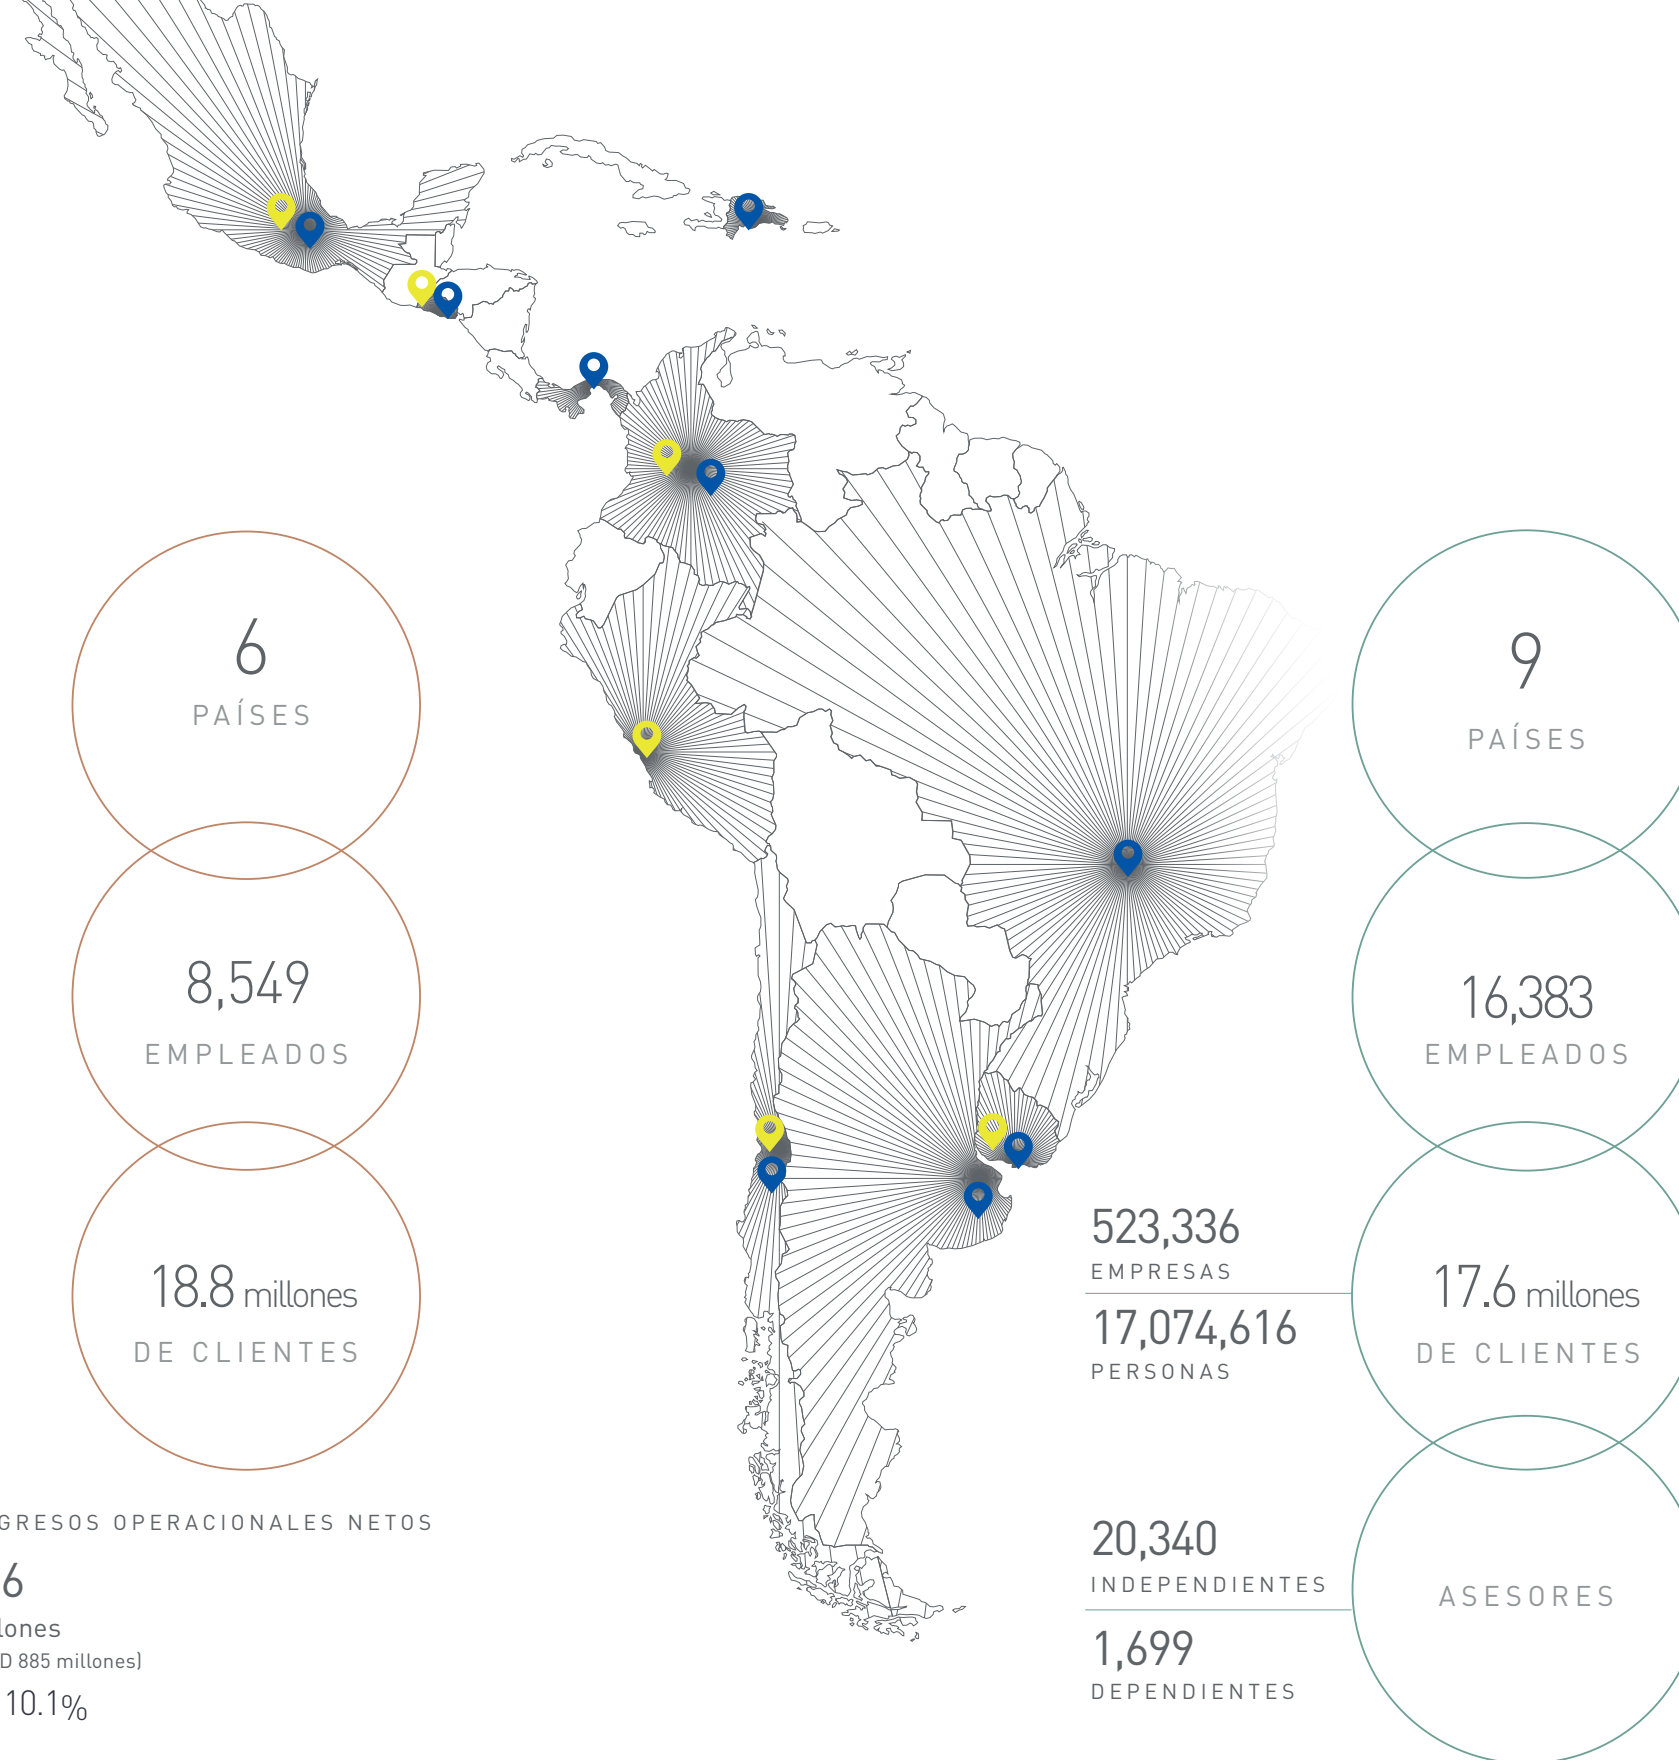 6
PAÍSES
8,549
EMPLEADOS
18.8 millones
DE CLIENTES
GRESOS OPERACIONALES NETOS
6
lones
D 885 millones)
10.1%
9
PAÍSES
16,383
EMPLEADOS
523,336
EMPRESAS
17,074,616
PERSONAS
17.6 millones
DE CLIENTES
20,340
INDEPENDIENTES
1,699
DEPENDIENTES
ASESORES